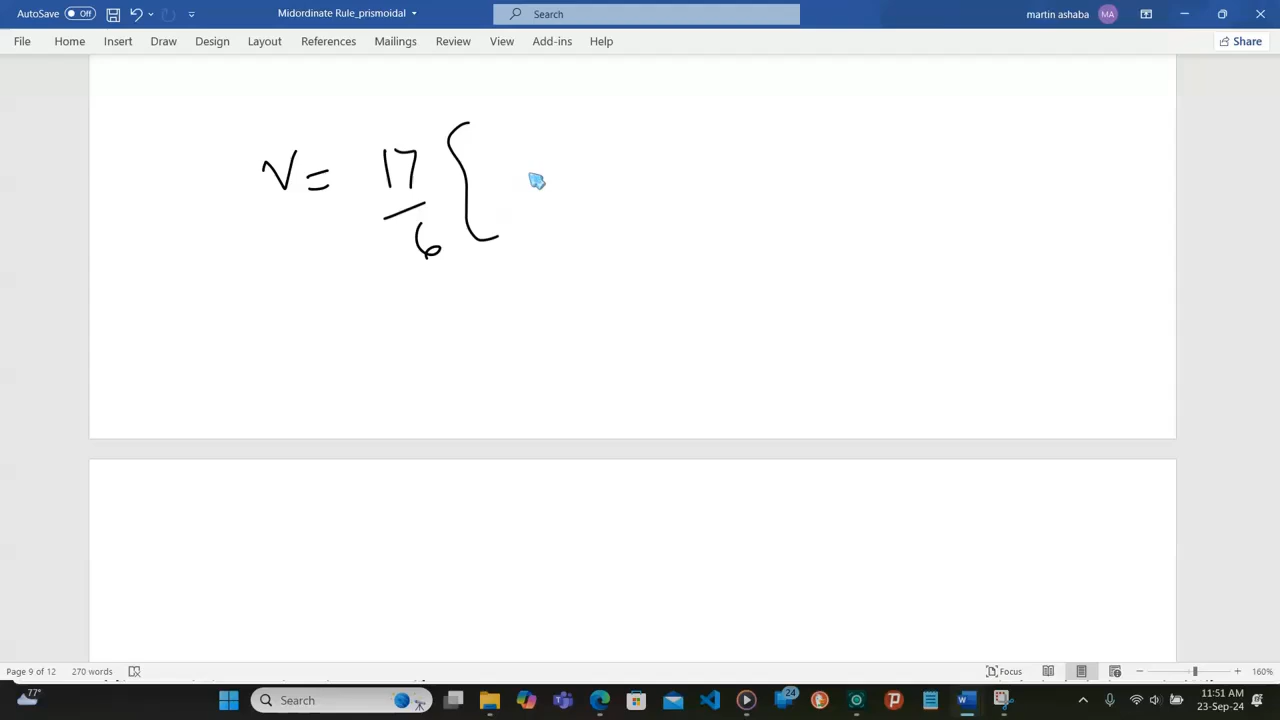 AutoSave Off Midordinate Rule_prismoidal Search martin ashaba MA
File Home Insert Draw Design Layout References Mailings Review View Add-ins Help Share
V = 17/6 {
Page 9 of 12 270 words Focus 160%
77° Search 24 11:51 AM
23-Sep-24